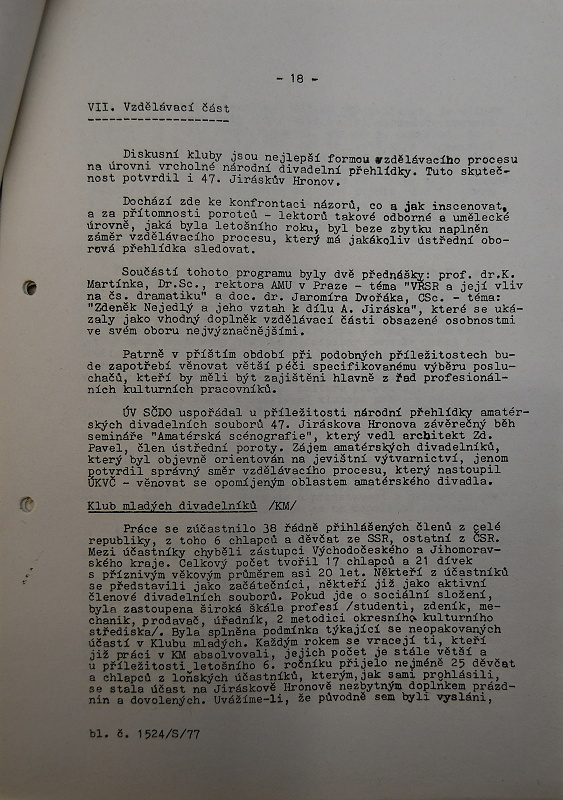 - 18 -
VII. Vzdělávací část
Diskusní kluby jsou nejlepší formou vzdělávacího procesu
na úrovni vrcholné národní divadelní přehlídky. Tuto skuteč-
nost potvrdil i 47. Jiráskův Hronov.
Dochází zde ke konfrontaci názorů, co a jak inscenovat,
a za přítomnosti porotců - lektorů takové odborné a umělecké
úrovně, jaká byla letošního roku, byl beze zbytku naplněn
záměr vzdělávacího procesu, který má jakákoliv ústřední obo-
rová přehlídka sledovat.
Součástí tohoto programu byly dvě přednášky: prof. dr.K.
Martínka, Dr.Sc., rektora AMU v Praze - téma "VŘSR a její vliv
na čs. dramatiku" a doc. dr. Jaromíra Dvořáka, CSc. - téma:
"Zdeněk Nejedlý a jeho vztah k dílu A. Jiráska", které se uká-
zaly jako vhodný doplněk vzdělávací části obsazené osobnostmi
ve svém oboru nejvýznačnějšími.
Patrně v příštím období při podobných příležitostech bu-
de zapotřebí věnovat větší péči specifikovanému výběru poslu-
chačů, kteří by měli být zajištěni hlavně z řad profesionál-
ních kulturních pracovníků.
ÚV SČDO uspořádal u příležitosti národní přehlídky amatér-
ských divadelních souborů 47. Jiráskova Hronova závěrečný běh
semináře "Amatérská scénografie", který vedl architekt Zd.
Pavel, člen ústřední poroty. Zájem amatérských divadelníků,
který byl objevně orientován na jevištní výtvarnictví, jenom
potvrdil správný směr vzdělávacího procesu, který nastoupil
ÚKVČ - věnovat se opomíjeným oblastem amatérského divadla.
Klub mladých divadelníků /KM/
Práce se zúčastnilo 38 řádně přihlášených členů z celé
republiky, z toho 6 chlapců a děvčat ze SSR, ostatní z ČSR.
Mezi účastníky chyběli zástupci Východočeského a Jihomorav-
ského kraje. Celkový počet tvořil 17 chlapců a 21 dívek
s příznivým věkovým průměrem asi 20 let. Někteří z účastníků
se představili jako začátečníci, někteří již jako aktivní
členové divadelních souborů. Pokud jde o sociální složení,
byla zastoupena široká škála profesí /studenti, zdeník, me-
chanik, prodavač, úředník, 2 metodici okresního kulturního
střediska/. Byla splněna podmínka týkající se neopakovaných
účastí v Klubu mladých. Každým rokem se vracejí ti, kteří
již práci v KM absolvovali, jejich počet je stále větší a
u příležitosti letošního 6. ročníku přijelo nejméně 25 děvčat
a chlapců z loňských účastníků, kterým,jak sami prohlásili,
se stala účast na Jiráskově Hronově nezbytným doplňkem prázd-
nin a dovolených. Uvážíme-li, že původně sem byli vysláni,
bl. č. 1524/S/77